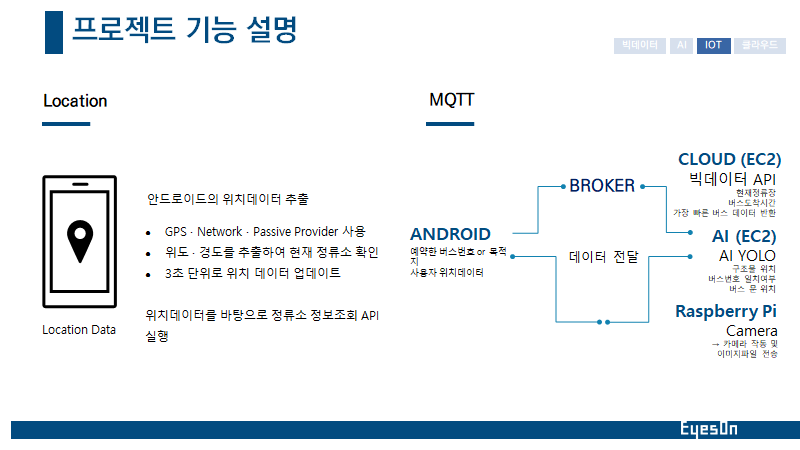 프로젝트 기능 설명
빅데이터
AI
IOT
클라우드
Location
안드로이드의 위치데이터 추출
• GPS · Network · Passive Provider 사용
• 위도 · 경도를 추출하여 현재 정류소 확인
• 3초 단위로 위치 데이터 업데이트
위치데이터를 바탕으로 정류소 정보조회 API
실행
Location Data
MQTT
ANDROID
예약한 버스번호 or 목적
지
사용자 위치데이터
BROKER
데이터 전달
CLOUD (EC2)
빅데이터 API
현재정류장
버스도착시간
가장 빠른 버스 데이터 반환
AI (EC2)
AI YOLO
구조물 위치
버스번호 일치여부
버스 문 위치
Raspberry Pi
Camera
→ 카메라 작동 및
이미지파일 전송
EyesOn